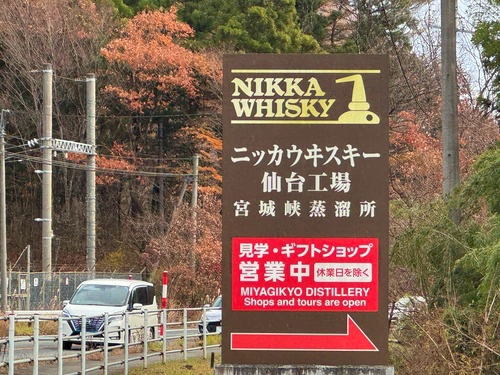 NIKKA
WHISKY
ニッカウヰスキー
仙台工場
宮城峡蒸溜所
見学・ギフトショップ
営業中 休業日を除く
MIYAGIKYO DISTILLERY
Shops and tours are open